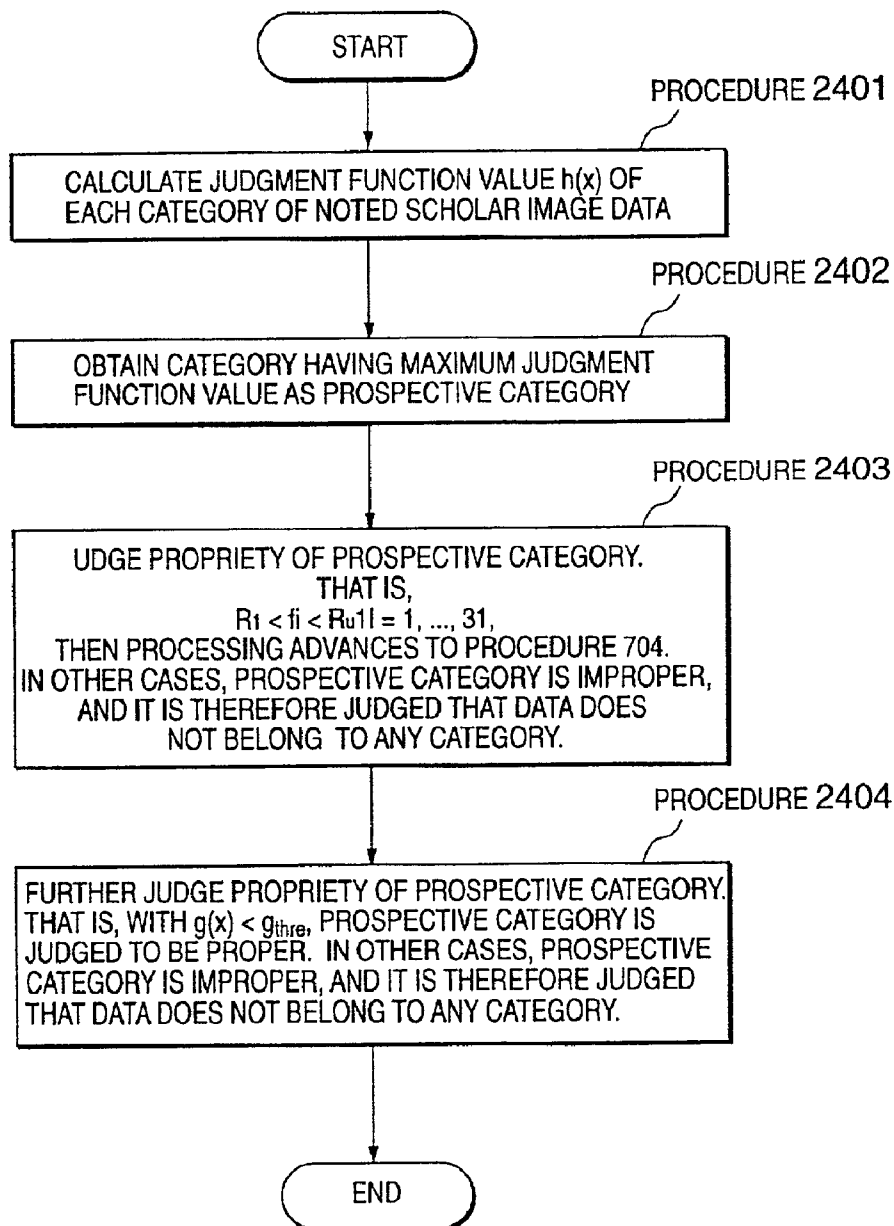 START
PROCEDURE 2401
CALCULATE JUDGMENT FUNCTION VALUE h(x) OF
EACH CATEGORY OF NOTED SCHOLAR IMAGE DATA
PROCEDURE 2402
OBTAIN CATEGORY HAVING MAXIMUM JUDGMENT
FUNCTION VALUE AS PROSPECTIVE CATEGORY
PROCEDURE 2403
UDGE PROPRIETY OF PROSPECTIVE CATEGORY.
THAT IS,
R1 < fi < Ru1I = 1, ..., 31,
THEN PROCESSING ADVANCES TO PROCEDURE 704.
IN OTHER CASES, PROSPECTIVE CATEGORY IS IMPROPER,
AND IT IS THEREFORE JUDGED THAT DATA DOES
NOT BELONG TO ANY CATEGORY.
PROCEDURE 2404
FURTHER JUDGE PROPRIETY OF PROSPECTIVE CATEGORY.
THAT IS, WITH g(x) < gthre, PROSPECTIVE CATEGORY IS
JUDGED TO BE PROPER. IN OTHER CASES, PROSPECTIVE
CATEGORY IS IMPROPER, AND IT IS THEREFORE JUDGED
THAT DATA DOES NOT BELONG TO ANY CATEGORY.
END